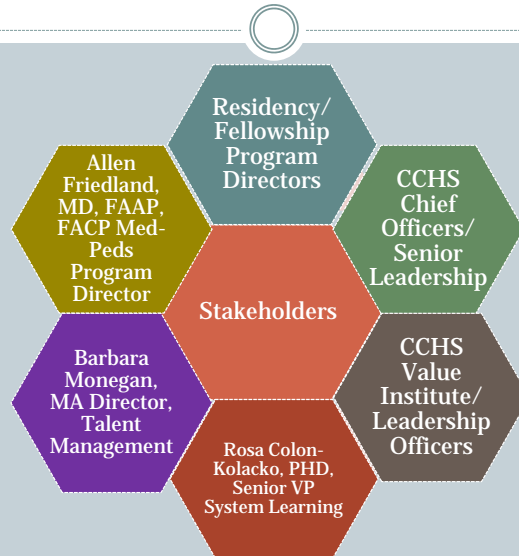 Residency/
Fellowship
Program
Directors
Allen
Friedland,
MD, FAAP,
FACP Med-
Peds
Program
Director
CCHS
Chief
Officers/
Senior
Leadership
Stakeholders
Barbara
Monegan,
MA Director,
Talent
Management
CCHS
Value
Institute/
Leadership
Officers
Rosa Colon-
Kolacko, PHD,
Senior VP
System Learning